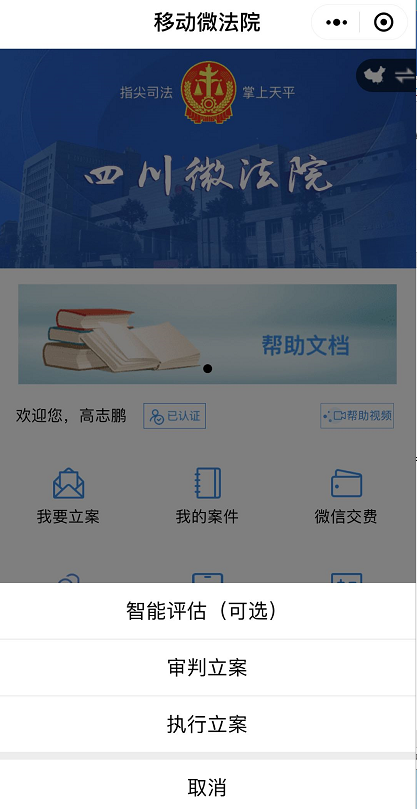 移动微法院
指尖司法
掌上天平
四川微法院
帮助文档
欢迎您，高志鹏
已认证
帮助视频
我要立案
我的案件
微信交费
智能评估（可选）
审判立案
执行立案
取消